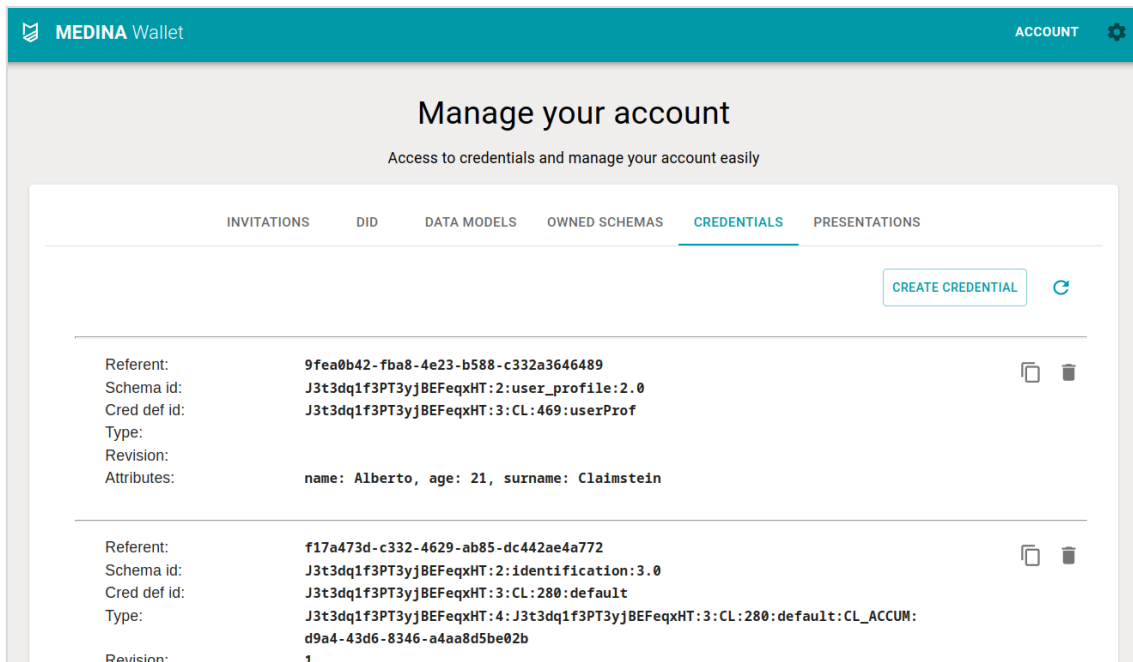 MEDINA Wallet ACCOUNT
Manage your account
Access to credentials and manage your account easily
INVITATIONS DID DATA MODELS OWNED SCHEMAS CREDENTIALS PRESENTATIONS
CREATE CREDENTIAL
Referent: 9fea0b42-fba8-4e23-b588-c332a3646489
Schema id: J3t3dq1f3PT3yjBEFeqxHT:2:user_profile:2.0
Cred def id: J3t3dq1f3PT3yjBEFeqxHT:3:CL:469:userProf
Type:
Revision:
Attributes: name: Alberto, age: 21, surname: Claimstein
Referent: f17a473d-c332-4629-ab85-dc442ae4a772
Schema id: J3t3dq1f3PT3yjBEFeqxHT:2:identification:3.0
Cred def id: J3t3dq1f3PT3yjBEFeqxHT:3:CL:280:default
Type: J3t3dq1f3PT3yjBEFeqxHT:4:J3t3dq1f3PT3yjBEFeqxHT:3:CL:280:default:CL_ACCUM:
d9a4-43d6-8346-a4aa8d5be02b
Revision: 1